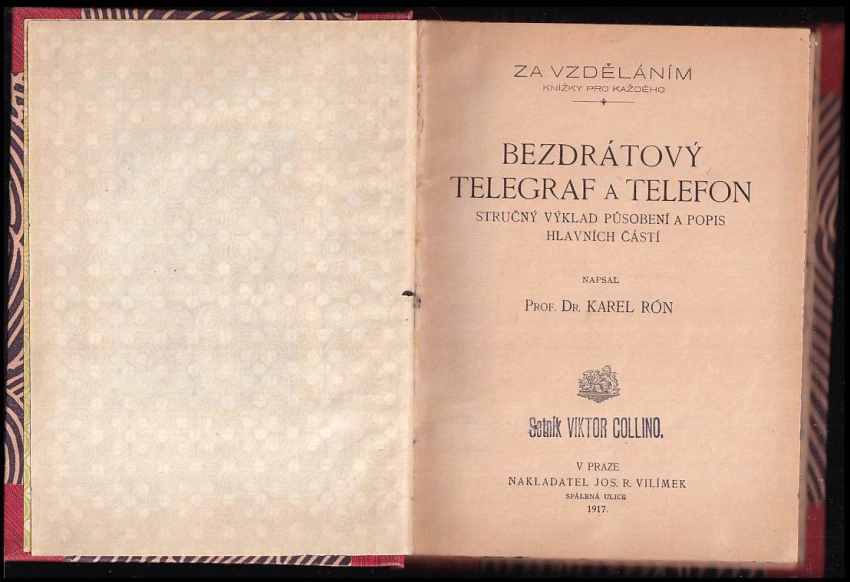 ZA VZDĚLÁNÍM
KNÍŽKY PRO KAŽDÉHO
BEZDRÁTOVÝ
TELEGRAF A TELEFON
STRUČNÝ VÝKLAD PŮSOBENÍ A POPIS
HLAVNÍCH ČÁSTÍ
NAPSAL
PROF. DR. KAREL RÓN
Setník VIKTOR COLLINO.
V PRAZE
NAKLADATEL JOS. R. VILÍMEK
SPÁLENÁ ULICE
1917.